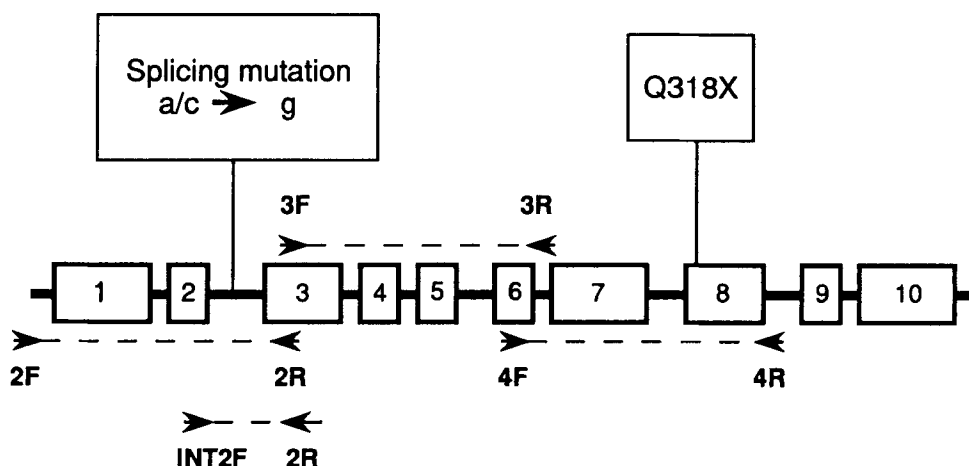 Splicing mutation
a/c g
Q318X
3F 3R
1 2 3 4 5 6 7 8 9 10
2F 2R 4F 4R
INT2F 2R